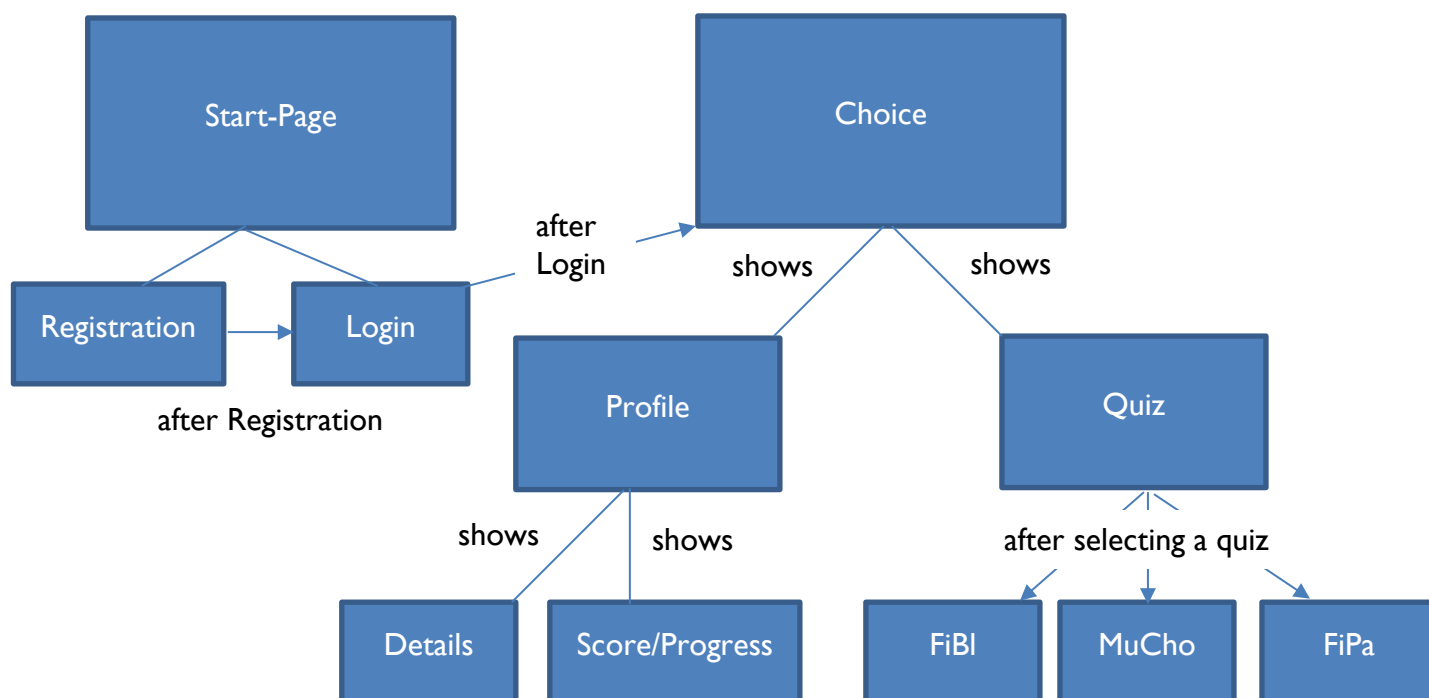 Start-Page
Choice
after
Login
shows
shows
Registration
Login
after Registration
Profile
Quiz
shows
shows
after selecting a quiz
Details
Score/Progress
FiBl
MuCho
FiPa